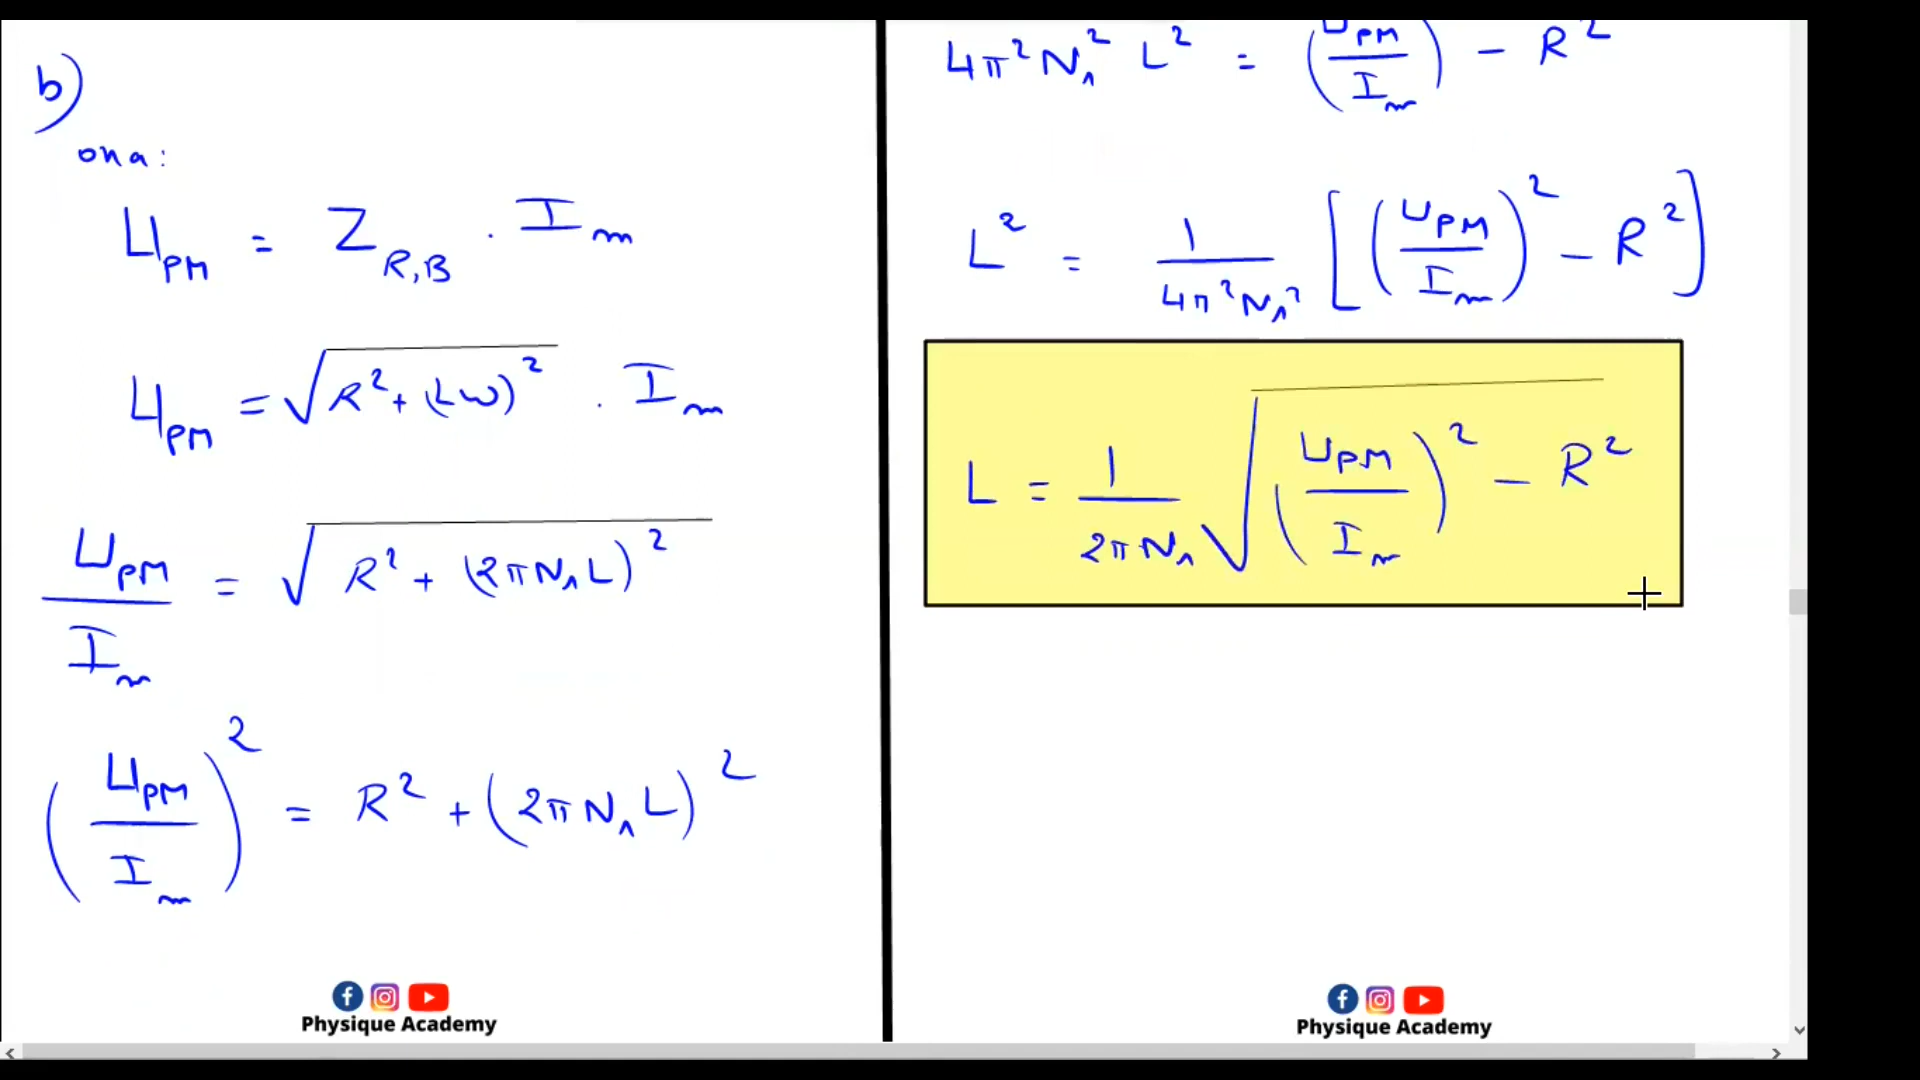 b)
ona:
U_PM = Z_R,B . I_m
U_PM = √(R² + (Lω)²) . I_m
U_PM / I_m = √(R² + (2πN₁L)²)
(U_PM / I_m)² = R² + (2πN₁L)²
Physique Academy
4π²N₁² L² = (U_PM / I_m) - R²
L² = 1 / 4π²N₁² [(U_PM / I_m)² - R²]
L = 1 / 2πN₁ √((U_PM / I_m)² - R²)
Physique Academy